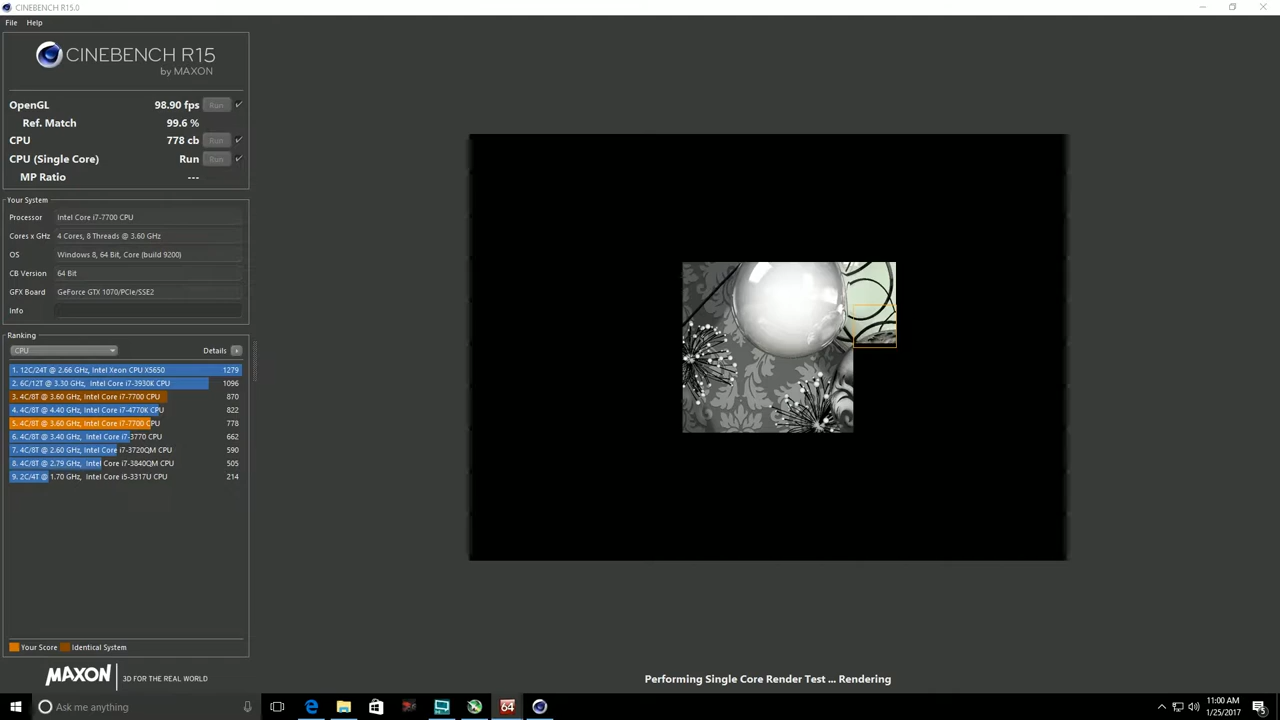 CINEBENCH R15.0
File Help
CINEBENCH R15
by MAXON
OpenGL 98.90 fps Run
Ref. Match 99.6 %
CPU 778 cb Run
CPU (Single Core) Run Run
MP Ratio ---
Your System
Processor Intel Core i7-7700 CPU
Cores x GHz 4 Cores, 8 Threads @ 3.60 GHz
OS Windows 8, 64 Bit, Core (build 9200)
CB Version 64 Bit
GFX Board GeForce GTX 1070/PCIe/SSE2
Info
Ranking
CPU Details
1. 12C/24T @ 2.66 GHz, Intel Xeon CPU X5650 1279
2. 6C/12T @ 3.30 GHz, Intel Core i7-3930K CPU 1096
3. 4C/8T @ 3.60 GHz, Intel Core i7-7700 CPU 870
4. 4C/8T @ 4.40 GHz, Intel Core i7-4770K CPU 822
5. 4C/8T @ 3.60 GHz, Intel Core i7-7700 CPU 778
6. 4C/8T @ 3.40 GHz, Intel Core i7-3770 CPU 662
7. 4C/8T @ 2.60 GHz, Intel Core i7-3720QM CPU 590
8. 4C/8T @ 2.79 GHz, Intel Core i7-3840QM CPU 505
9. 2C/4T @ 1.70 GHz, Intel Core i5-3317U CPU 214
Your Score Identical System
MAXON 3D FOR THE REAL WORLD
Performing Single Core Render Test ... Rendering
Ask me anything
64
11:00 AM
1/25/2017
5